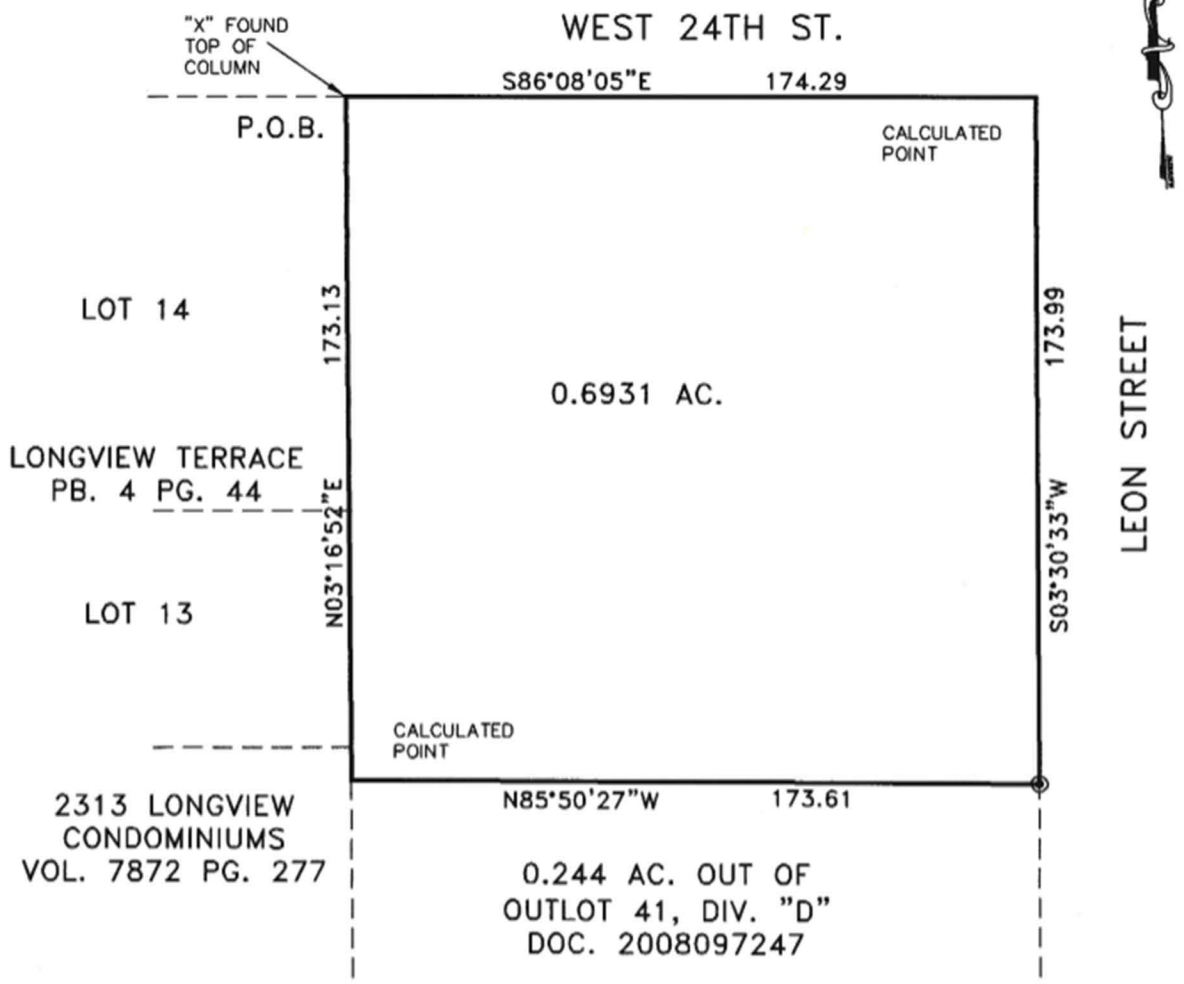 "X" FOUND
TOP OF
COLUMN
WEST 24TH ST.
S86°08'05"E 174.29
P.O.B.
CALCULATED
POINT
LOT 14
173.13
173.99
0.6931 AC.
LEON STREET
LONGVIEW TERRACE
PB. 4 PG. 44
N03°16'52"E
S03°30'33"W
LOT 13
CALCULATED
POINT
N85°50'27"W 173.61
2313 LONGVIEW
CONDOMINIUMS
VOL. 7872 PG. 277
0.244 AC. OUT OF
OUTLOT 41, DIV. "D"
DOC. 2008097247